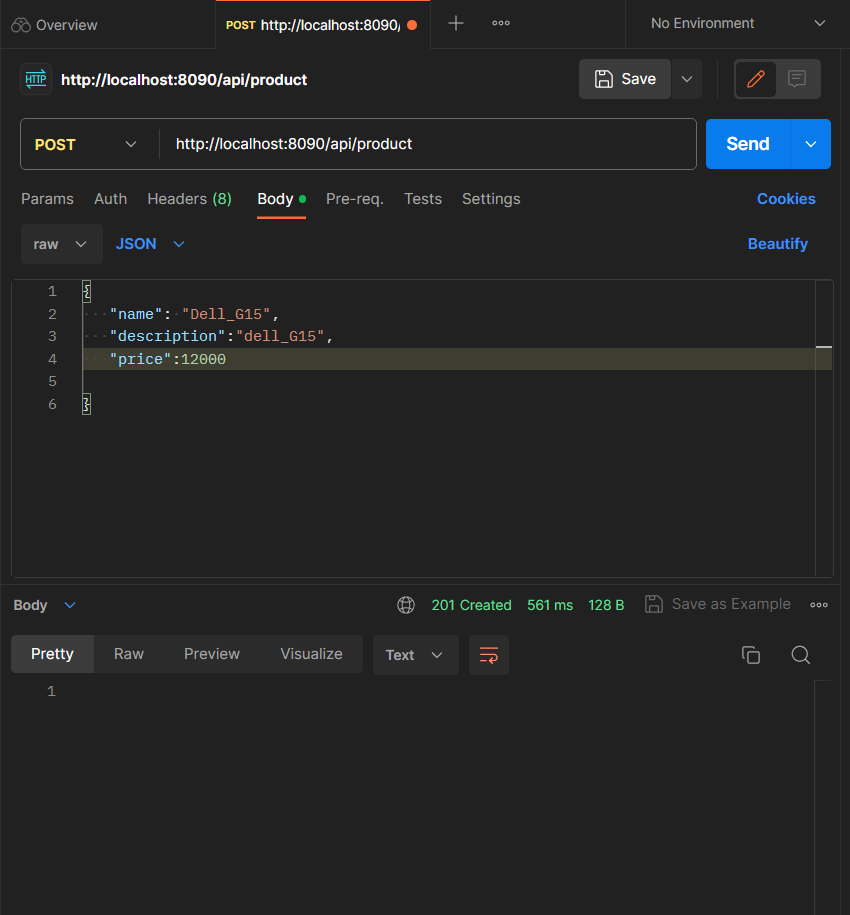 Overview
POST http://localhost:8090/
No Environment
HTTP http://localhost:8090/api/product
Save
POST http://localhost:8090/api/product
Send
Params Auth Headers (8) Body Pre-req. Tests Settings Cookies
raw JSON Beautify
1 {
2 "name": "Dell_G15",
3 "description":"dell_G15",
4 "price":12000
5
6 }
Body 201 Created 561 ms 128 B Save as Example
Pretty Raw Preview Visualize Text
1